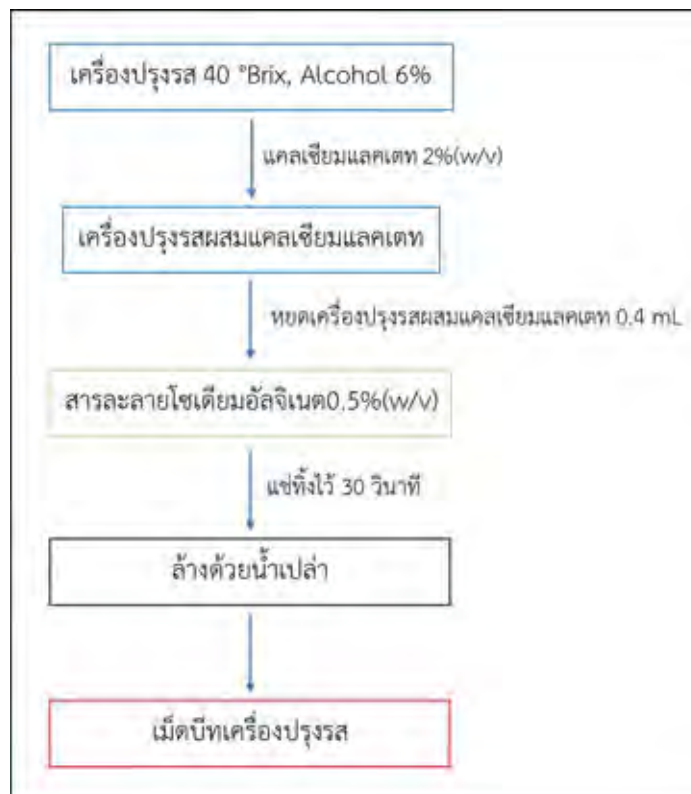 เครื่องปรุงรส 40 °Brix, Alcohol 6%
แคลเซียมแลคเตท 2%(w/v)
เครื่องปรุงรสผสมแคลเซียมแลคเตท
หยดเครื่องปรุงรสผสมแคลเซียมแลคเตท 0.4 mL
สารละลายโซเดียมอัลจิเนต0.5%(w/v)
แช่ทิ้งไว้ 30 วินาที
ล้างด้วยน้ำเปล่า
เม็ดบีทเครื่องปรุงรส